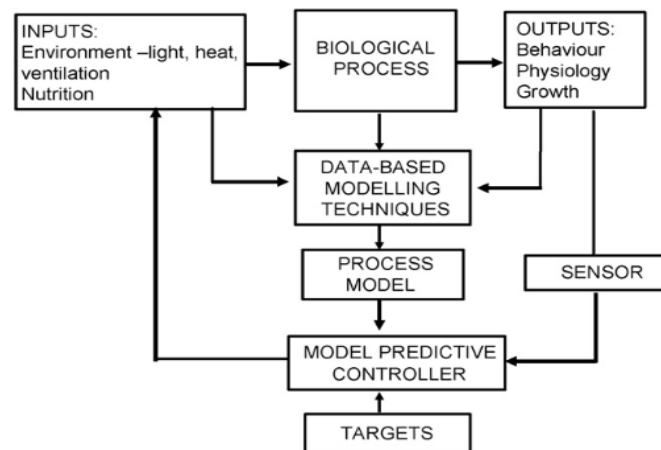 INPUTS:
Environment –light, heat,
ventilation
Nutrition
BIOLOGICAL
PROCESS
OUTPUTS:
Behaviour
Physiology
Growth
DATA-BASED
MODELLING
TECHNIQUES
PROCESS
MODEL
SENSOR
MODEL PREDICTIVE
CONTROLLER
TARGETS